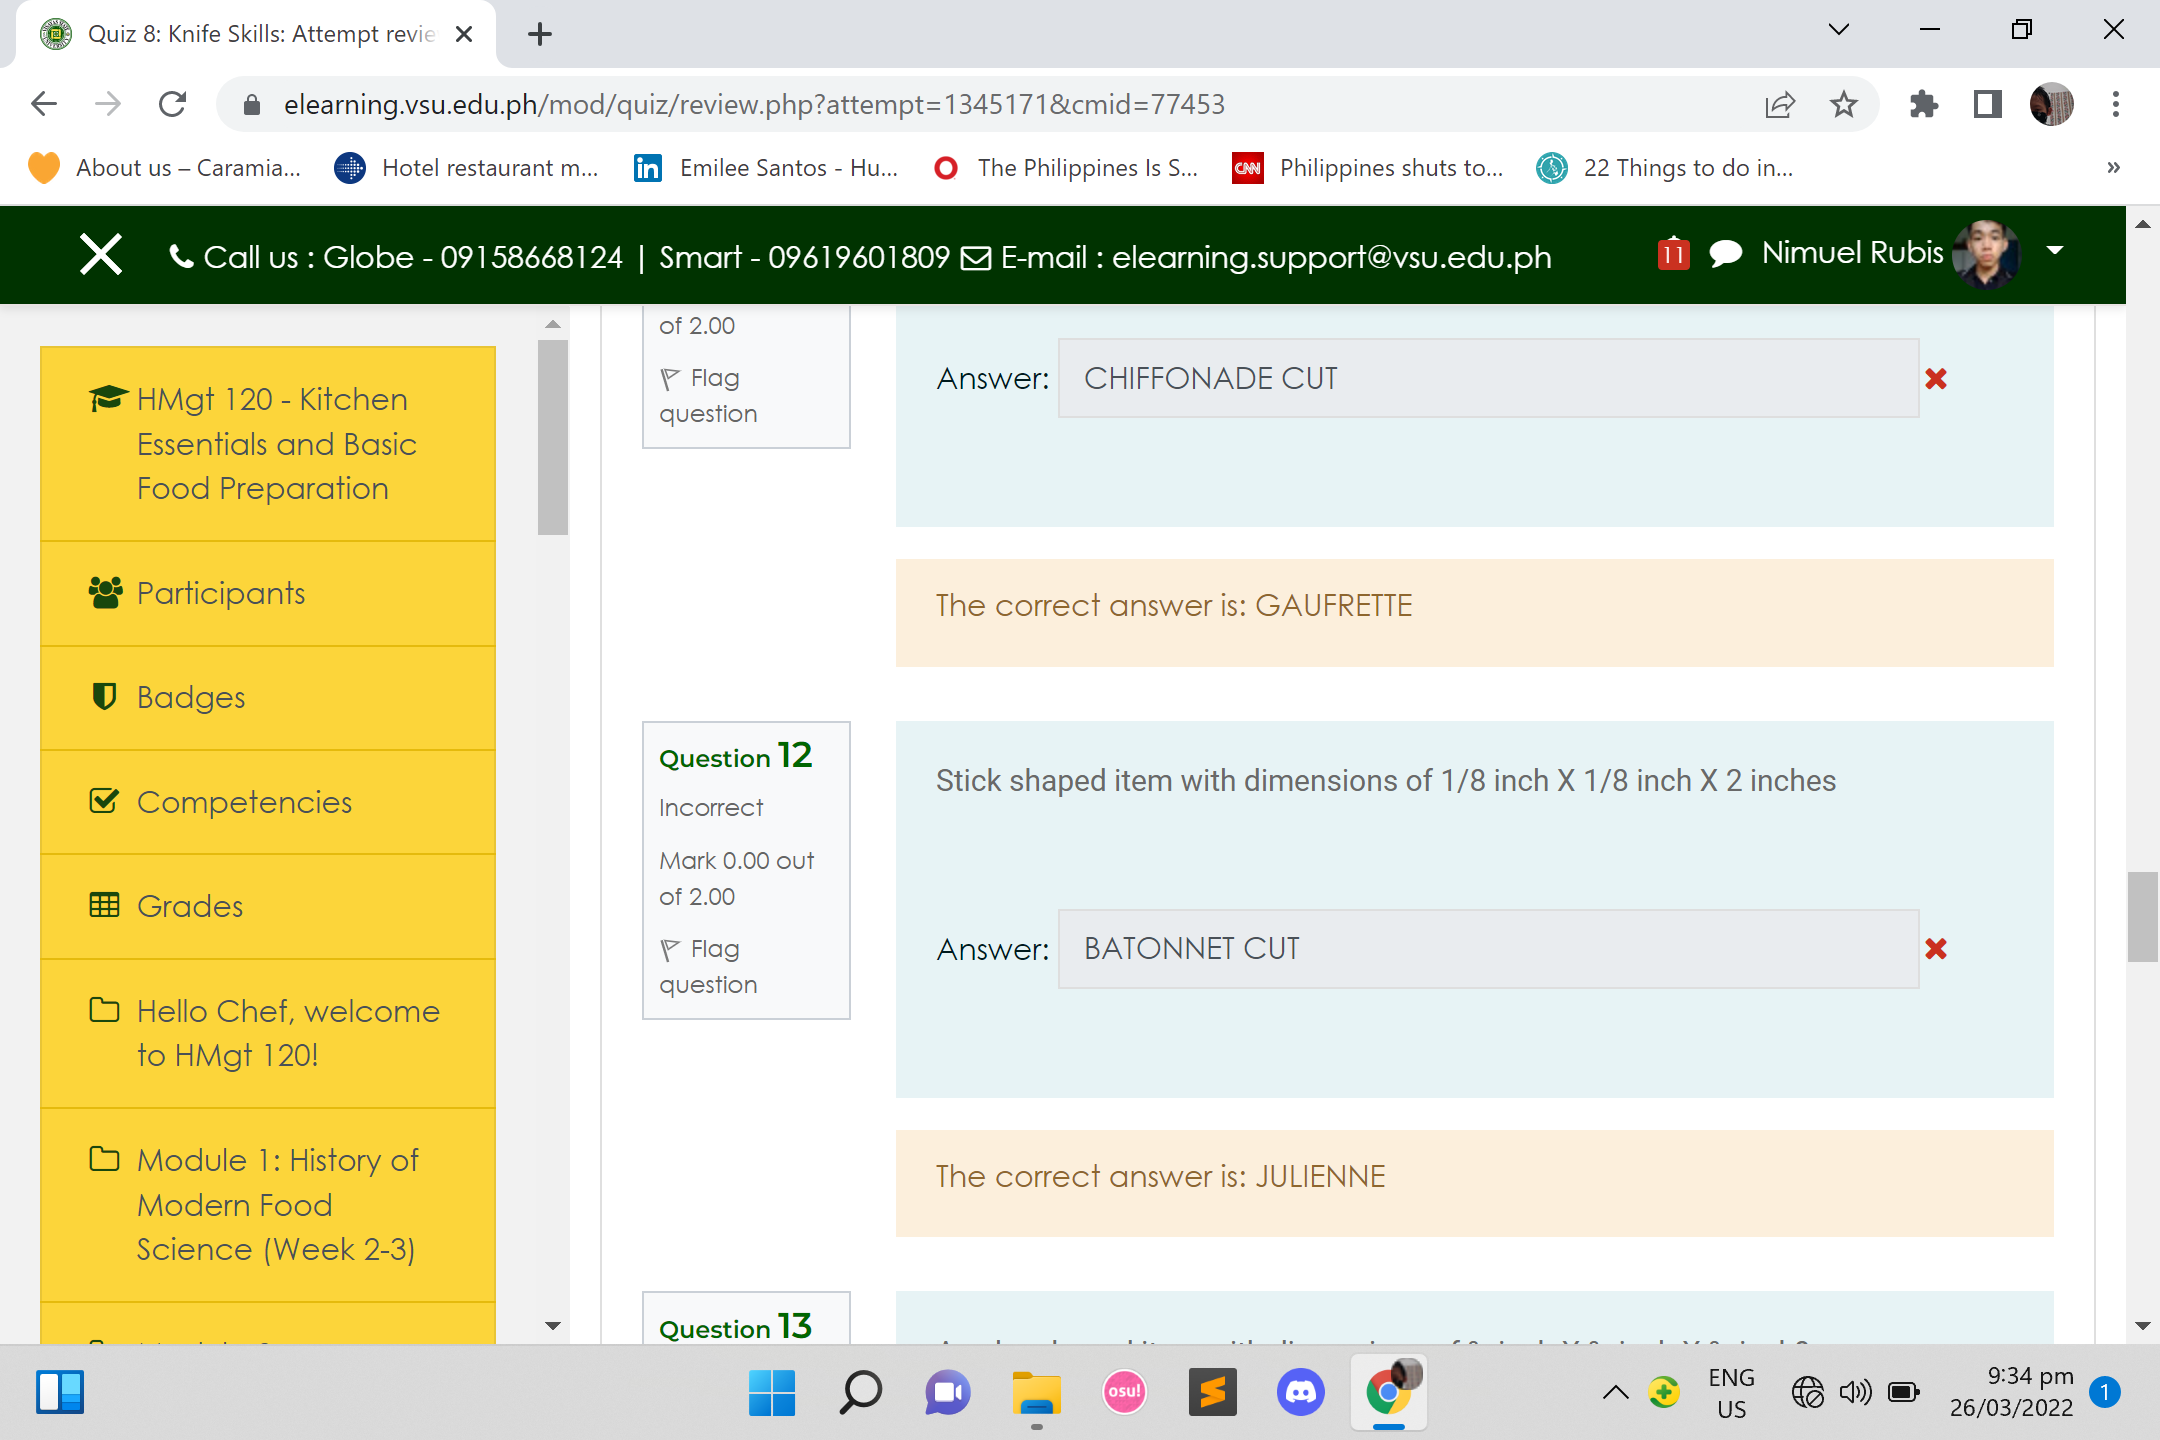 Quiz 8: Knife Skills: Attempt revie
elearning.vsu.edu.ph/mod/quiz/review.php?attempt=1345171&cmid=77453
About us – Caramia...
Hotel restaurant m...
in
Emilee Santos - Hu...
The Philippines Is S...
CNN
Philippines shuts to...
22 Things to do in...
»
Call us : Globe - 09158668124 | Smart - 09619601809 E-mail : elearning.support@vsu.edu.ph
11
Nimuel Rubis
HMgt 120 - Kitchen
Essentials and Basic
Food Preparation
Participants
Badges
Competencies
Grades
Hello Chef, welcome
to HMgt 120!
Module 1: History of
Modern Food
Science (Week 2-3)
of 2.00
Flag
question
Answer: CHIFFONADE CUT
The correct answer is: GAUFRETTE
Question 12
Incorrect
Mark 0.00 out
of 2.00
Flag
question
Stick shaped item with dimensions of 1/8 inch X 1/8 inch X 2 inches
Answer: BATONNET CUT
The correct answer is: JULIENNE
Question 13
osu!
ENG
US
9:34 pm
26/03/2022
1